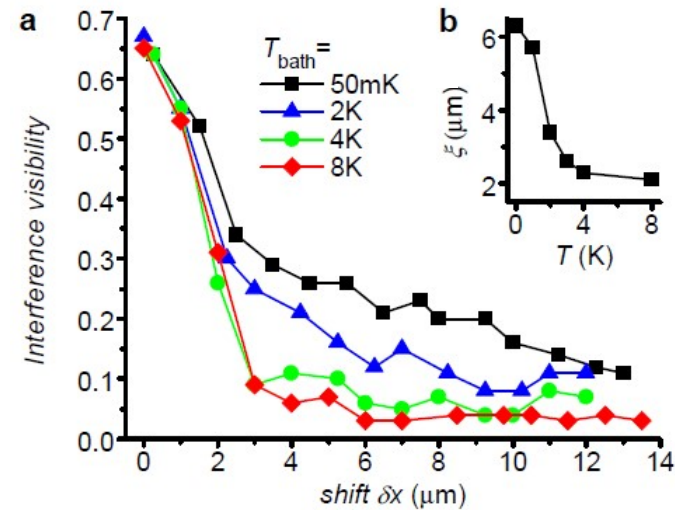 a
T_bath=
50mK
2K
4K
8K
Interference visibility
0.7
0.6
0.5
0.4
0.3
0.2
0.1
0.0
0 2 4 6 8 10 12 14
shift δx (μm)
b
ξ (μm)
6
4
2
0 4 8
T (K)